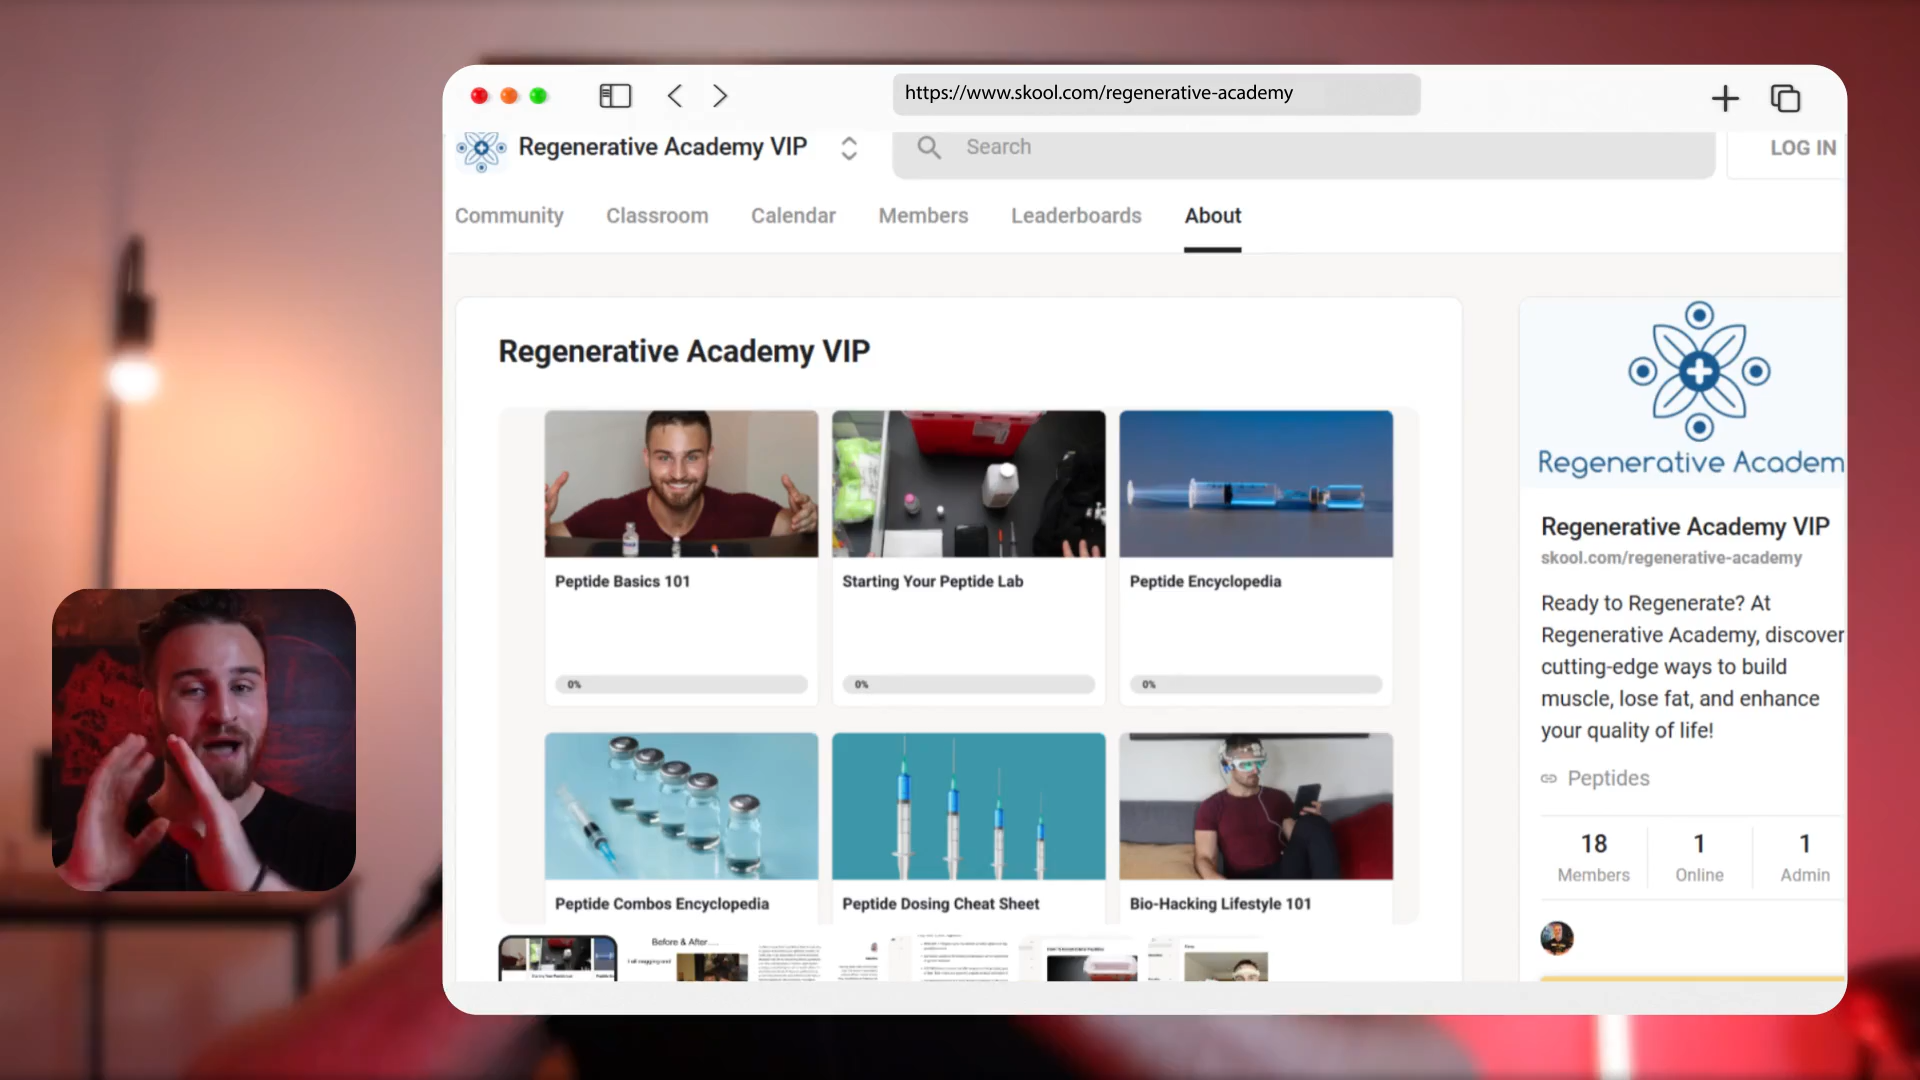 https://www.skool.com/regenerative-academy
Regenerative Academy VIP
Search
LOG IN
Community
Classroom
Calendar
Members
Leaderboards
About
Regenerative Academy VIP
Peptide Basics 101
Starting Your Peptide Lab
Peptide Encyclopedia
0%
0%
0%
Peptide Combos Encyclopedia
Peptide Dosing Cheat Sheet
Bio-Hacking Lifestyle 101
Before & After....
Regenerative Academ
Regenerative Academy VIP
skool.com/regenerative-academy
Ready to Regenerate? At
Regenerative Academy, discover
cutting-edge ways to build
muscle, lose fat, and enhance
your quality of life!
Peptides
18
Members
1
Online
1
Admin